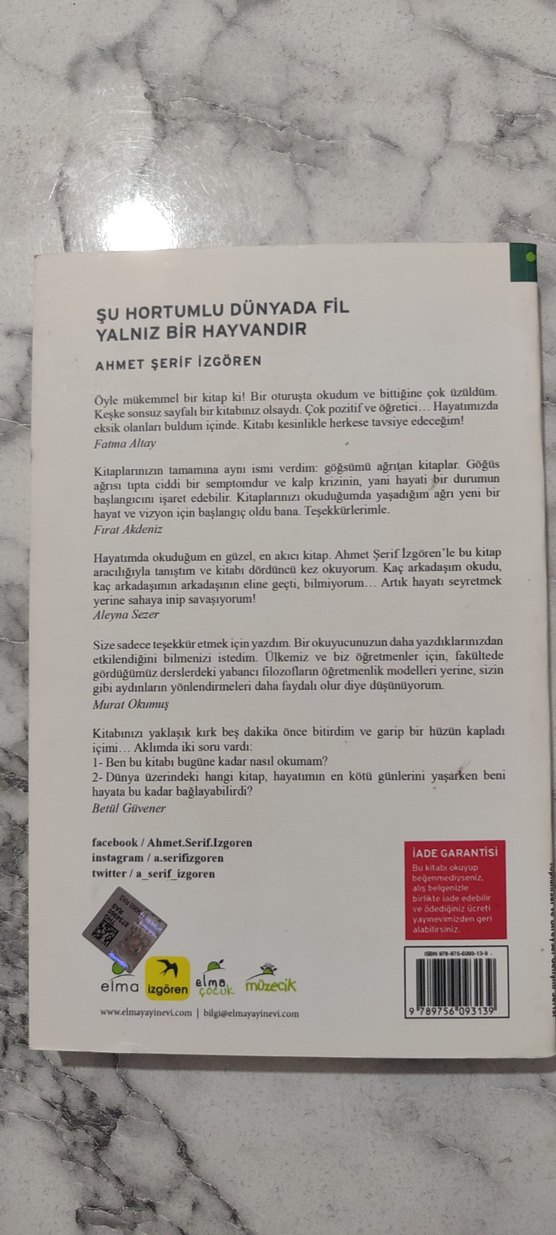 ŞU HORTUMLU DÜNYADA FİL
YALNIZ BİR HAYVANDIR
AHMET ŞERİF İZGÖREN
Öyle mükemmel bir kitap ki! Bir oturuşta okudum ve bittiğine çok üzüldüm.
Keşke sonsuz sayfalı bir kitabınız olsaydı. Çok pozitif ve öğretici… Hayatımızda
eksik olanları buldum içinde. Kitabı kesinlikle herkese tavsiye edeceğim!
Fatma Altay
Kitaplarınızın tamamına aynı ismi verdim: göğsümü ağrıtan kitaplar. Göğüs
ağrısı tıpta ciddi bir semptomdur ve kalp krizinin, yani hayati bir durumun
başlangıcını işaret edebilir. Kitaplarınızı okuduğumda yaşadığım ağrı yeni bir
hayat ve vizyon için başlangıç oldu bana. Teşekkürlerimle.
Fırat Akdeniz
Hayatımda okuduğum en güzel, en akıcı kitap. Ahmet Şerif İzgören'le bu kitap
aracılığıyla tanıştım ve kitabı dördüncü kez okuyorum. Kaç arkadaşım okudu,
kaç arkadaşımın arkadaşının eline geçti, bilmiyorum… Artık hayatı seyretmek
yerine sahaya inip savaşıyorum!
Aleyna Sezer
Size sadece teşekkür etmek için yazdım. Bir okuyucunuzun daha yazdıklarınızdan
etkilendiğini bilmenizi istedim. Ülkemiz ve biz öğretmenler için, fakültede
gördüğümüz derslerdeki yabancı filozofların öğretmenlik modelleri yerine, sizin
gibi aydınların yönlendirmeleri daha faydalı olur diye düşünüyorum.
Murat Okumuş
Kitabınızı yaklaşık kırk beş dakika önce bitirdim ve garip bir hüzün kapladı
içimi… Aklımda iki soru vardı:
1- Ben bu kitabı bugüne kadar nasıl okumam?
2- Dünya üzerindeki hangi kitap, hayatımın en kötü günlerini yaşarken beni
hayata bu kadar bağlayabilirdi?
Betül Güvener
facebook / Ahmet.Serif.Izgoren
instagram / a.serifizgoren
twitter / a_serif_izgoren
İADE GARANTİSİ
Bu kitabı okuyup
beğenmediyseniz,
alış belgenizle
birlikte iade edebilir
ve ödediğiniz ücreti
yayınevimizden geri
alabilirsiniz.
ISBN 978-975-6093-13-9
9 789756 093139
elma
izgören
elma
çocuk
müzecik
www.elmayayinevi.com | bilgi@elmayayinevi.com